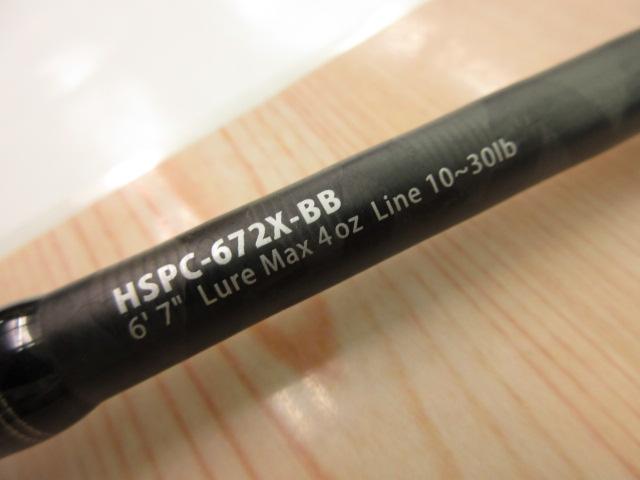 HSPC-672X-BB
6' 7" Lure Max 4oz Line 10~30lb